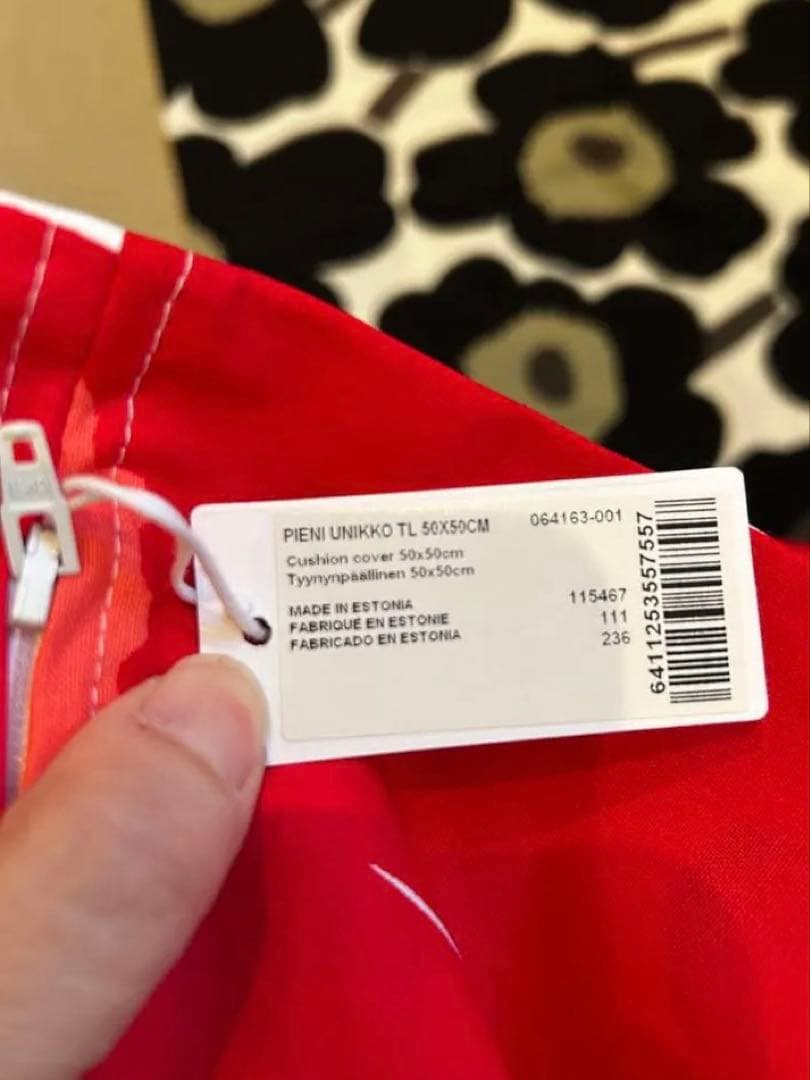 PIENI UNIKKO TL 50X50CM
064163-001
Cushion cover 50x50cm
Tyynynpäällinen 50x50cm
MADE IN ESTONIA
FABRIQUÉ EN ESTONIE
FABRICADO EN ESTONIA
115467
111
236
6411253557557